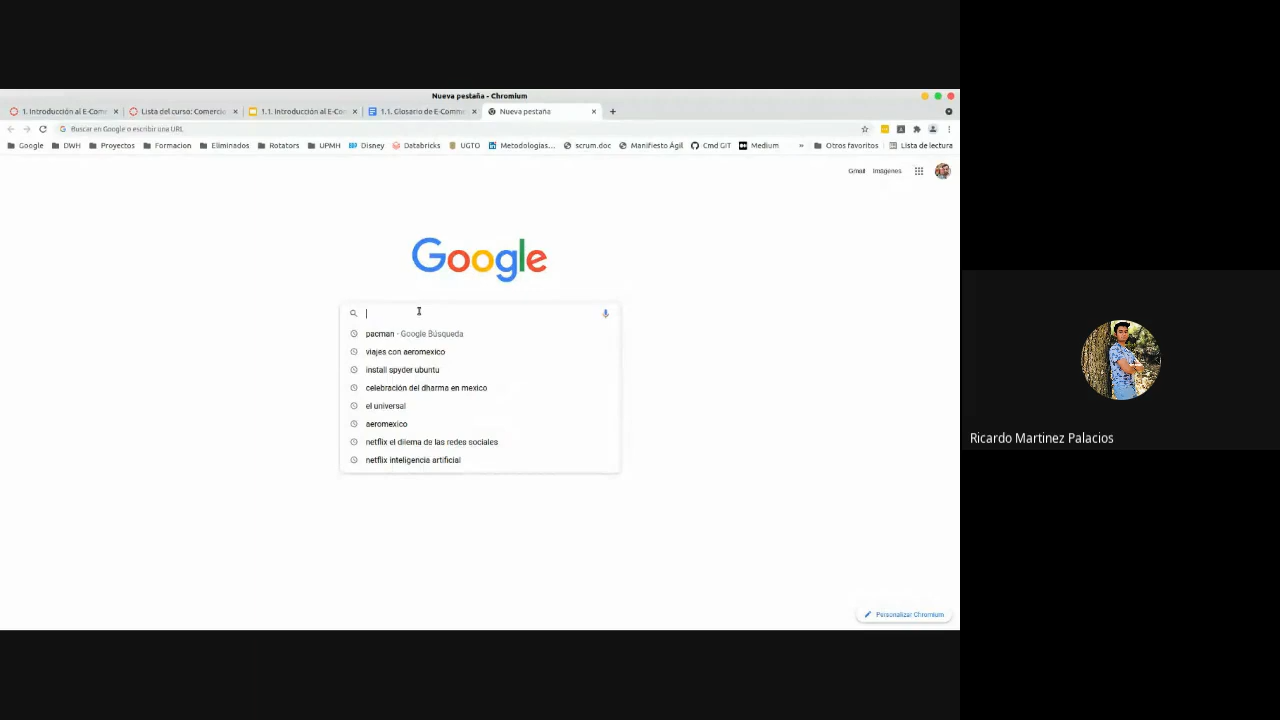 Nueva pestaña - Chromium
1. Introducción al E-Com
Lista del curso: Comercio
1.1. Introducción al E-Com
1.1. Glosario de E-Comm
Nueva pestaña
Buscar en Google o escribir una URL
Google
DWH
Proyectos
Formacion
Eliminados
Rotators
UPMH
Disney
Databricks
UGTO
Metodologías...
scrum.doc
Manifiesto Ágil
Cmd GIT
Medium
»
Otros favoritos
Lista de lectura
Gmail
Imágenes
Google
pacman - Google Búsqueda
viajes con aeromexico
install spyder ubuntu
celebración del dharma en mexico
el universal
aeromexico
netflix el dilema de las redes sociales
netflix inteligencia artificial
Personalizar Chromium
Ricardo Martinez Palacios